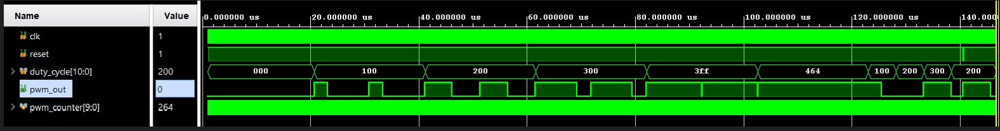 Name Value 0.000000 us 20.000000 us 40.000000 us 60.000000 us 80.000000 us 100.000000 us 120.000000 us 140.000
clk 1
reset 1
duty_cycle[10:0] 200 000 100 200 300 3ff 464 100 200 300 200
pwm_out 0
pwm_counter[9:0] 264